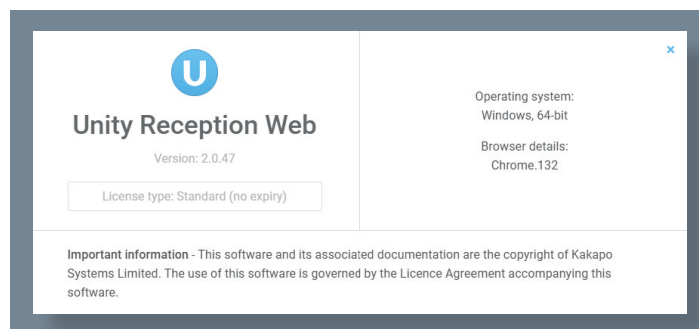 U
Unity Reception Web
Version: 2.0.47
License type: Standard (no expiry)
×
Operating system:
Windows, 64-bit
Browser details:
Chrome.132
Important information - This software and its associated documentation are the copyright of Kakapo
Systems Limited. The use of this software is governed by the Licence Agreement accompanying this
software.